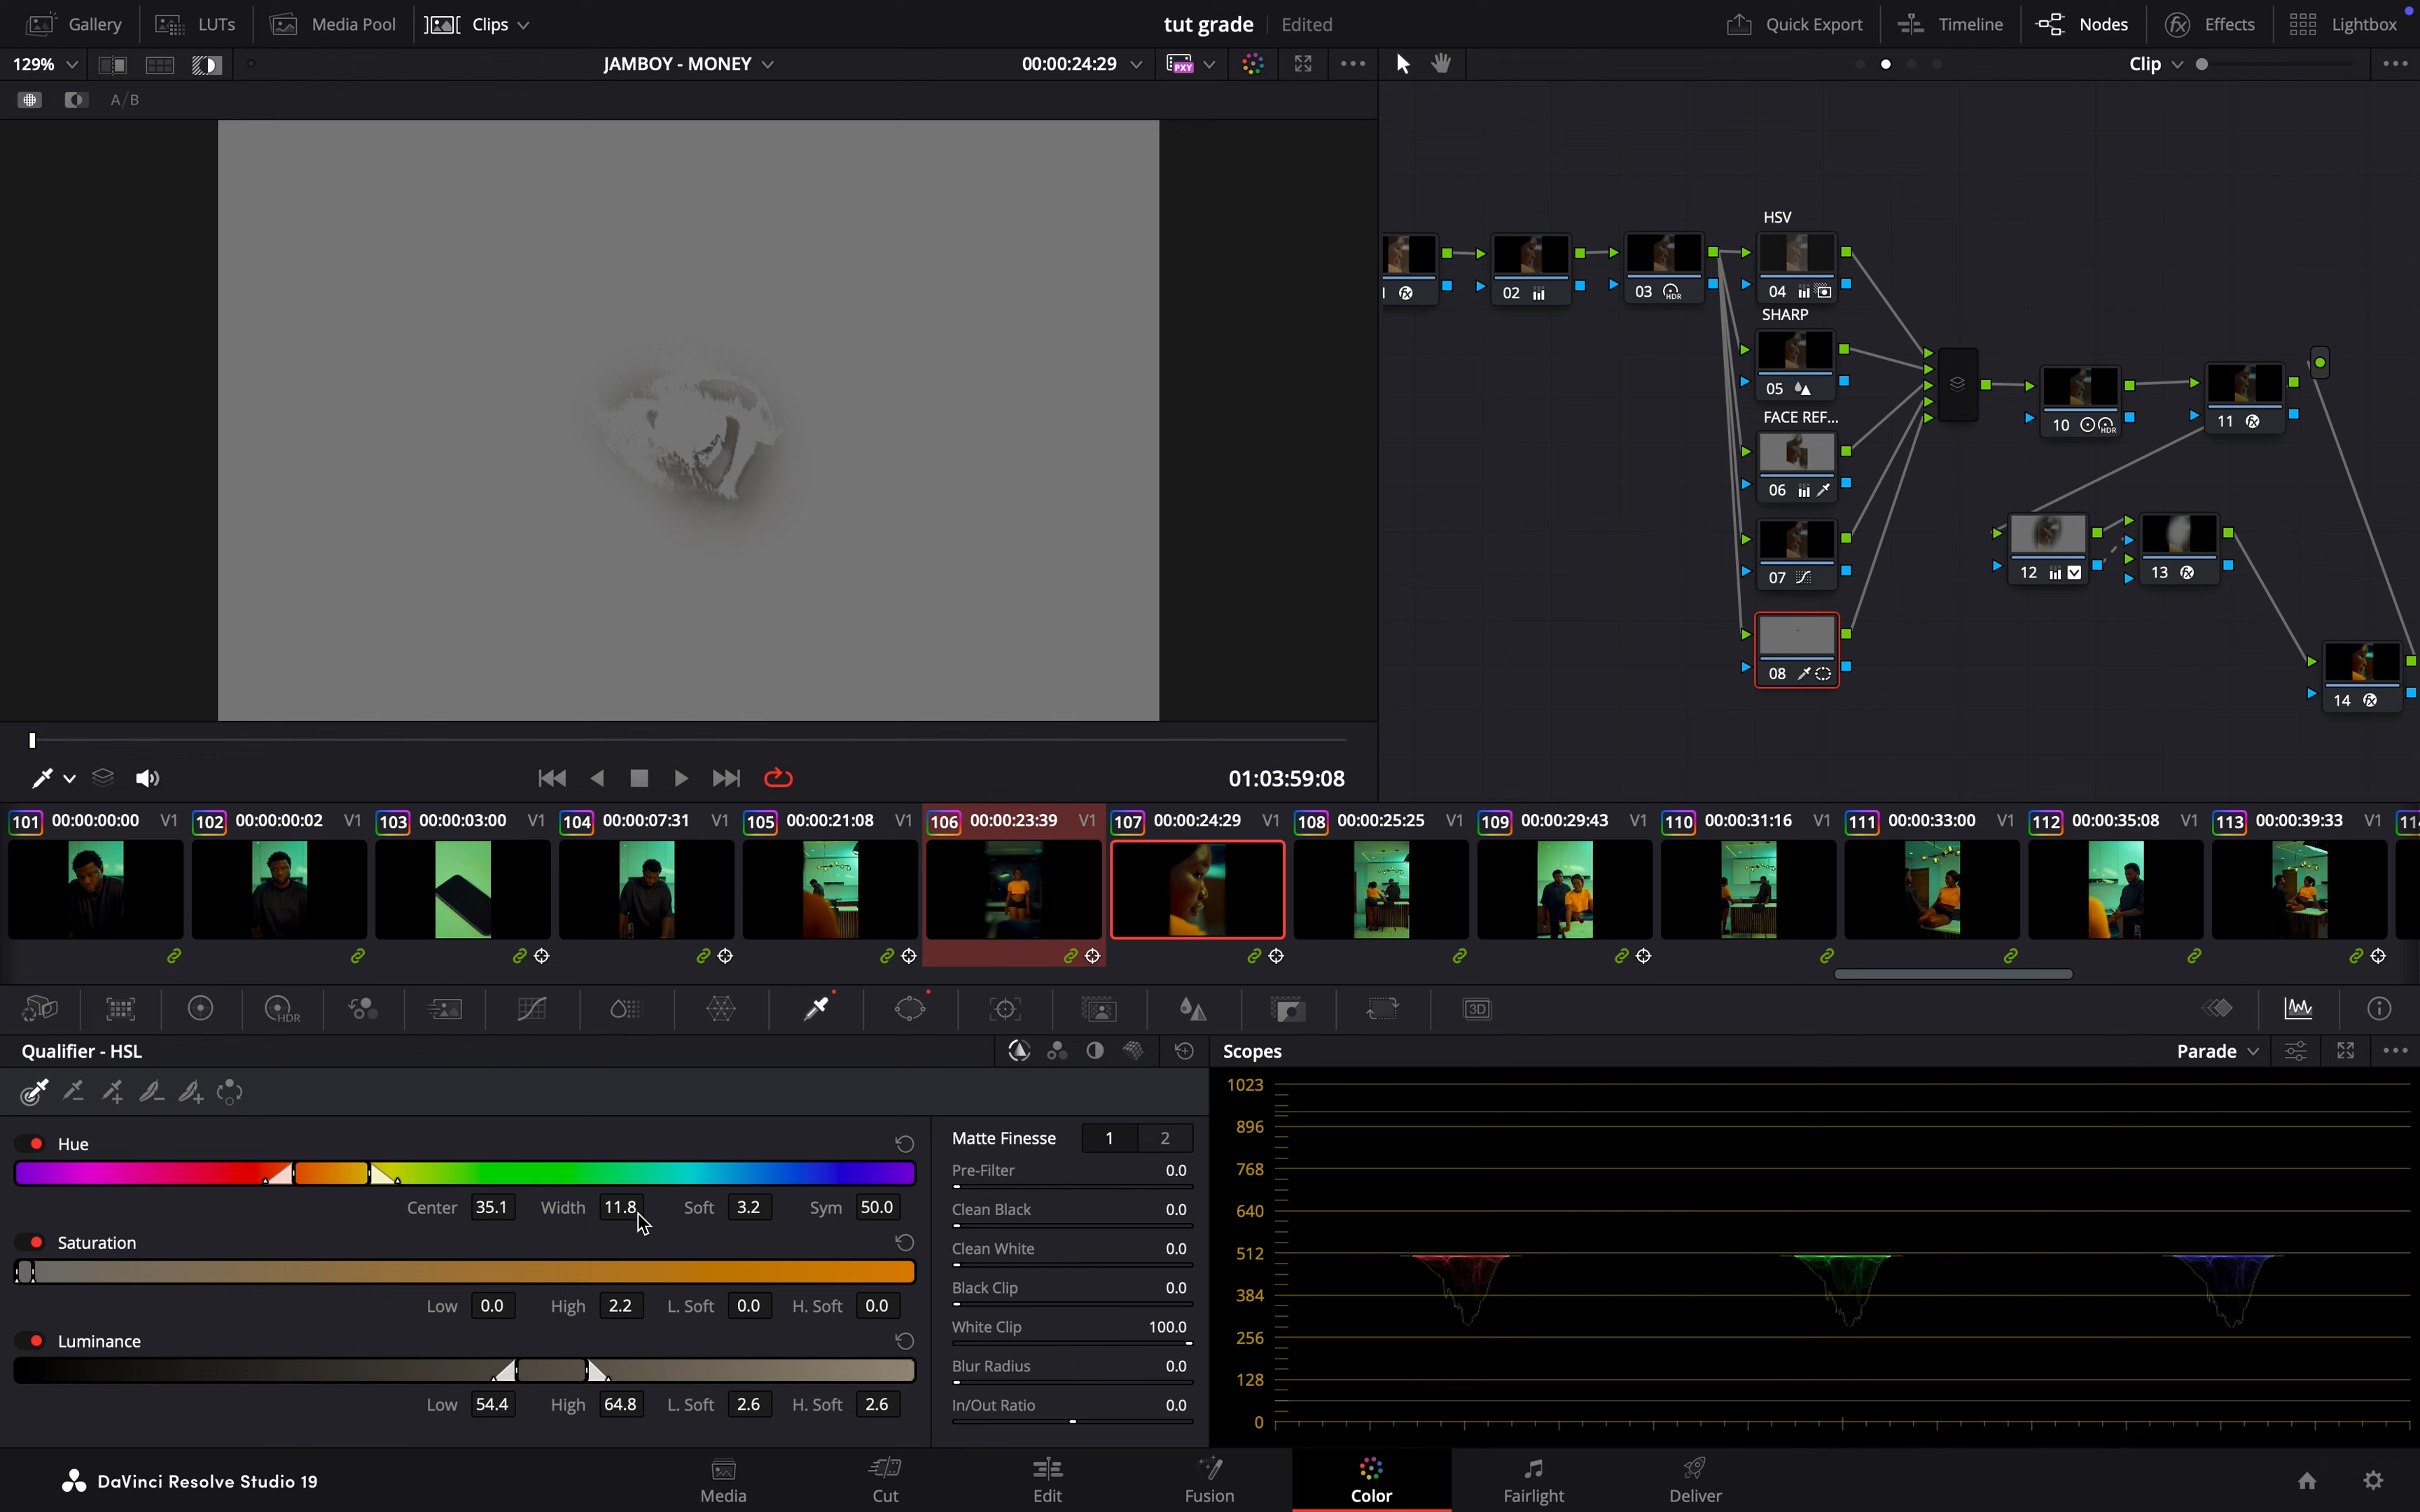 Gallery LUTs Media Pool Clips tut grade Edited Quick Export Timeline Nodes Effects Lightbox
129% JAMBOY - MONEY 00:00:24:29 PXY Clip
A/B
HSV
02 03 HDR 04
SHARP
05
FACE REF...
06
07
08
10 HDR 11
12 13
14
01:03:59:08
101 00:00:00:00 V1 102 00:00:00:02 V1 103 00:00:03:00 V1 104 00:00:07:31 V1 105 00:00:21:08 V1 106 00:00:23:39 V1 107 00:00:24:29 V1 108 00:00:25:25 V1 109 00:00:29:43 V1 110 00:00:31:16 V1 111 00:00:33:00 V1 112 00:00:35:08 V1 113 00:00:39:33 V1
HDR 3D
Qualifier - HSL Scopes Parade
Hue
Center 35.1 Width 11.8 Soft 3.2 Sym 50.0
Saturation
Low 0.0 High 2.2 L. Soft 0.0 H. Soft 0.0
Luminance
Low 54.4 High 64.8 L. Soft 2.6 H. Soft 2.6
Matte Finesse 1 2
Pre-Filter 0.0
Clean Black 0.0
Clean White 0.0
Black Clip 0.0
White Clip 100.0
Blur Radius 0.0
In/Out Ratio 0.0
1023
896
768
640
512
384
256
128
0
DaVinci Resolve Studio 19 Media Cut Edit Fusion Color Fairlight Deliver